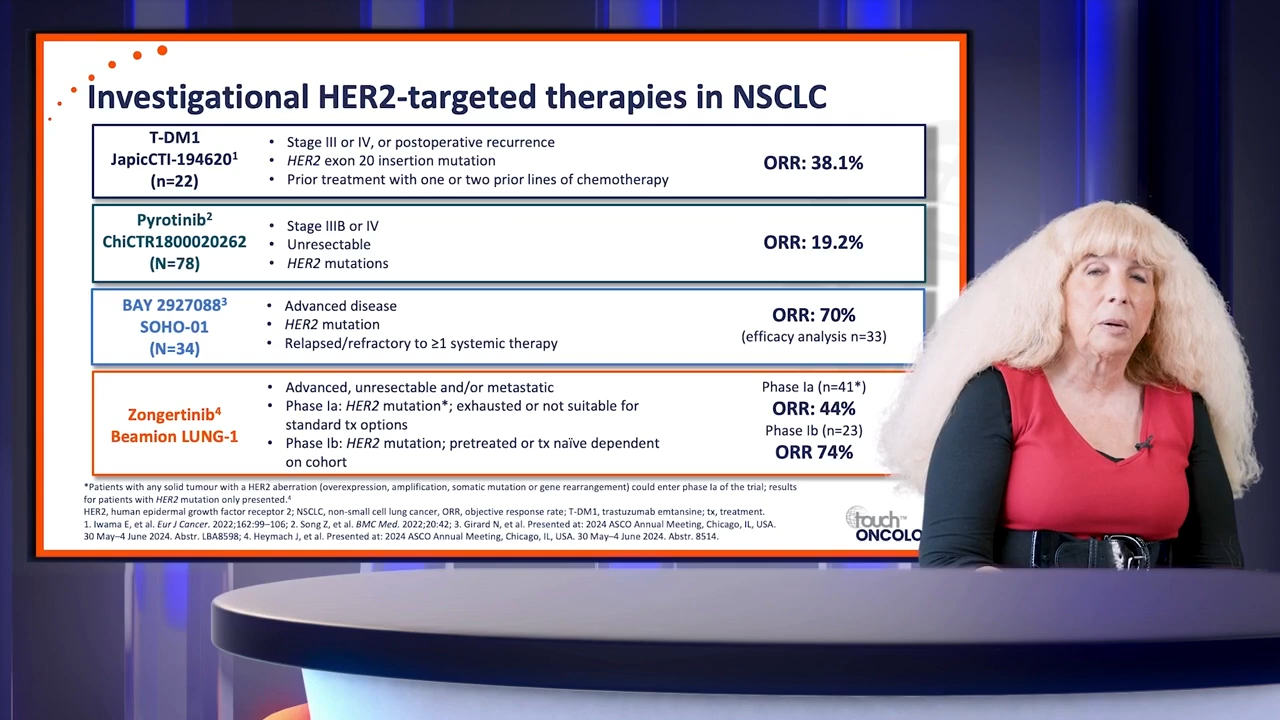 Investigational HER2-targeted therapies in NSCLC
T-DM1
JapicCTI-194620¹
(n=22)
• Stage III or IV, or postoperative recurrence
• HER2 exon 20 insertion mutation
• Prior treatment with one or two prior lines of chemotherapy
ORR: 38.1%
Pyrotinib²
ChiCTR1800020262
(N=78)
• Stage IIIB or IV
• Unresectable
• HER2 mutations
ORR: 19.2%
BAY 2927088³
SOHO-01
(N=34)
• Advanced disease
• HER2 mutation
• Relapsed/refractory to ≥1 systemic therapy
ORR: 70%
(efficacy analysis n=33)
Zongertinib⁴
Beamion LUNG-1
• Advanced, unresectable and/or metastatic
• Phase Ia: HER2 mutation*; exhausted or not suitable for
standard tx options
• Phase Ib: HER2 mutation; pretreated or tx naïve dependent
on cohort
Phase Ia (n=41*)
ORR: 44%
Phase Ib (n=23)
ORR 74%
*Patients with any solid tumour with a HER2 aberration (overexpression, amplification, somatic mutation or gene rearrangement) could enter phase Ia of the trial; results
for patients with HER2 mutation only presented.⁴
HER2, human epidermal growth factor receptor 2; NSCLC, non-small cell lung cancer, ORR, objective response rate; T-DM1, trastuzumab emtansine; tx, treatment.
1. Iwama E, et al. Eur J Cancer. 2022;162:99–106; 2. Song Z, et al. BMC Med. 2022;20:42; 3. Girard N, et al. Presented at: 2024 ASCO Annual Meeting, Chicago, IL, USA.
30 May–4 June 2024. Abstr. LBA8598; 4. Heymach J, et al. Presented at: 2024 ASCO Annual Meeting, Chicago, IL, USA. 30 May–4 June 2024. Abstr. 8514.
touch™
ONCOLO